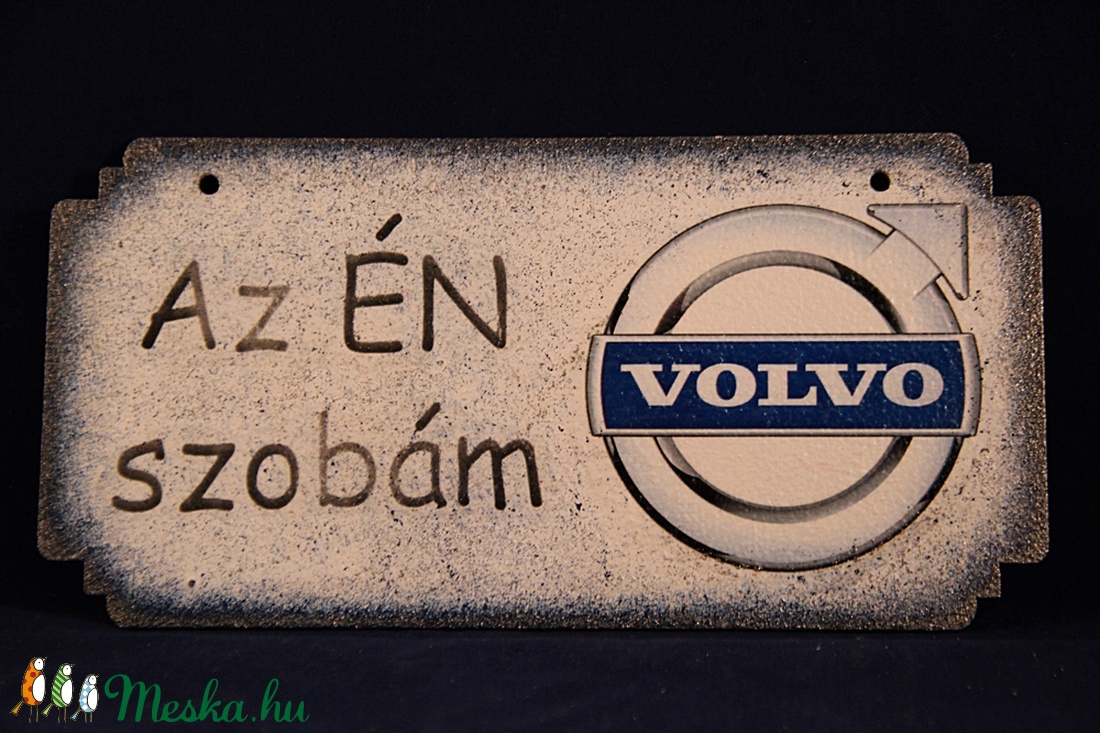 Az ÉN
szobám
VOLVO
Meska.hu